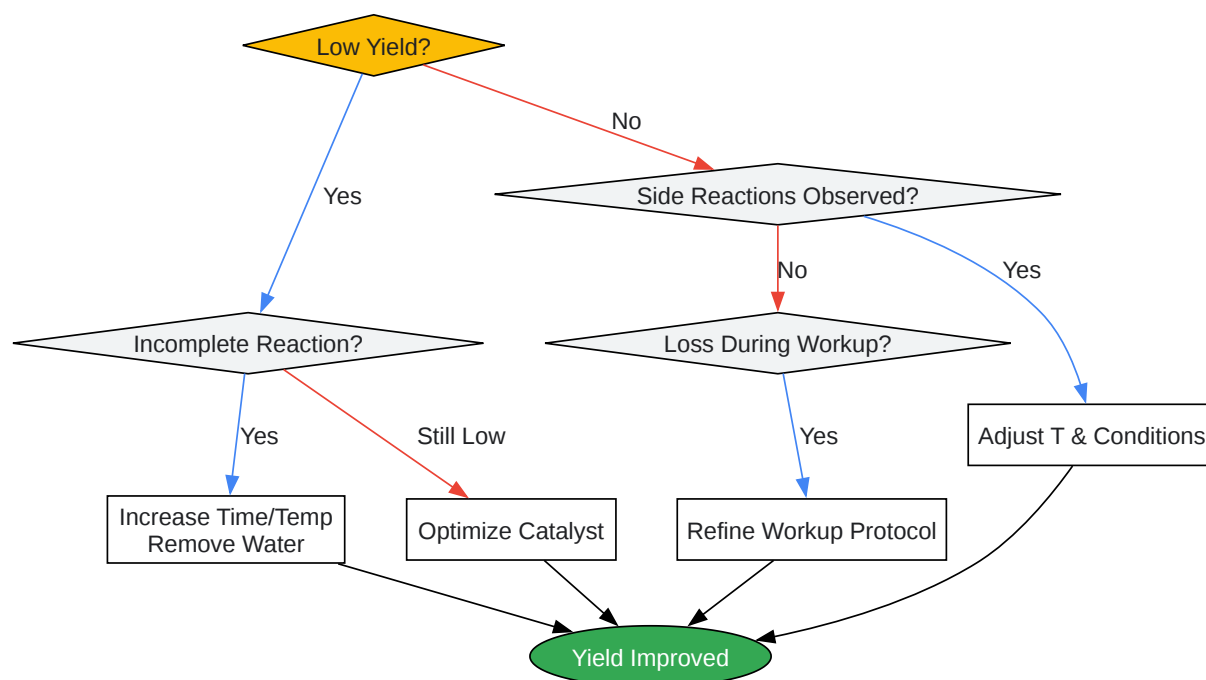 Low Yield?
No
Yes
Side Reactions Observed?
No
Yes
Incomplete Reaction?
Loss During Workup?
Yes
Still Low
Yes
Adjust T & Conditions
Increase Time/Temp
Remove Water
Optimize Catalyst
Refine Workup Protocol
Yield Improved